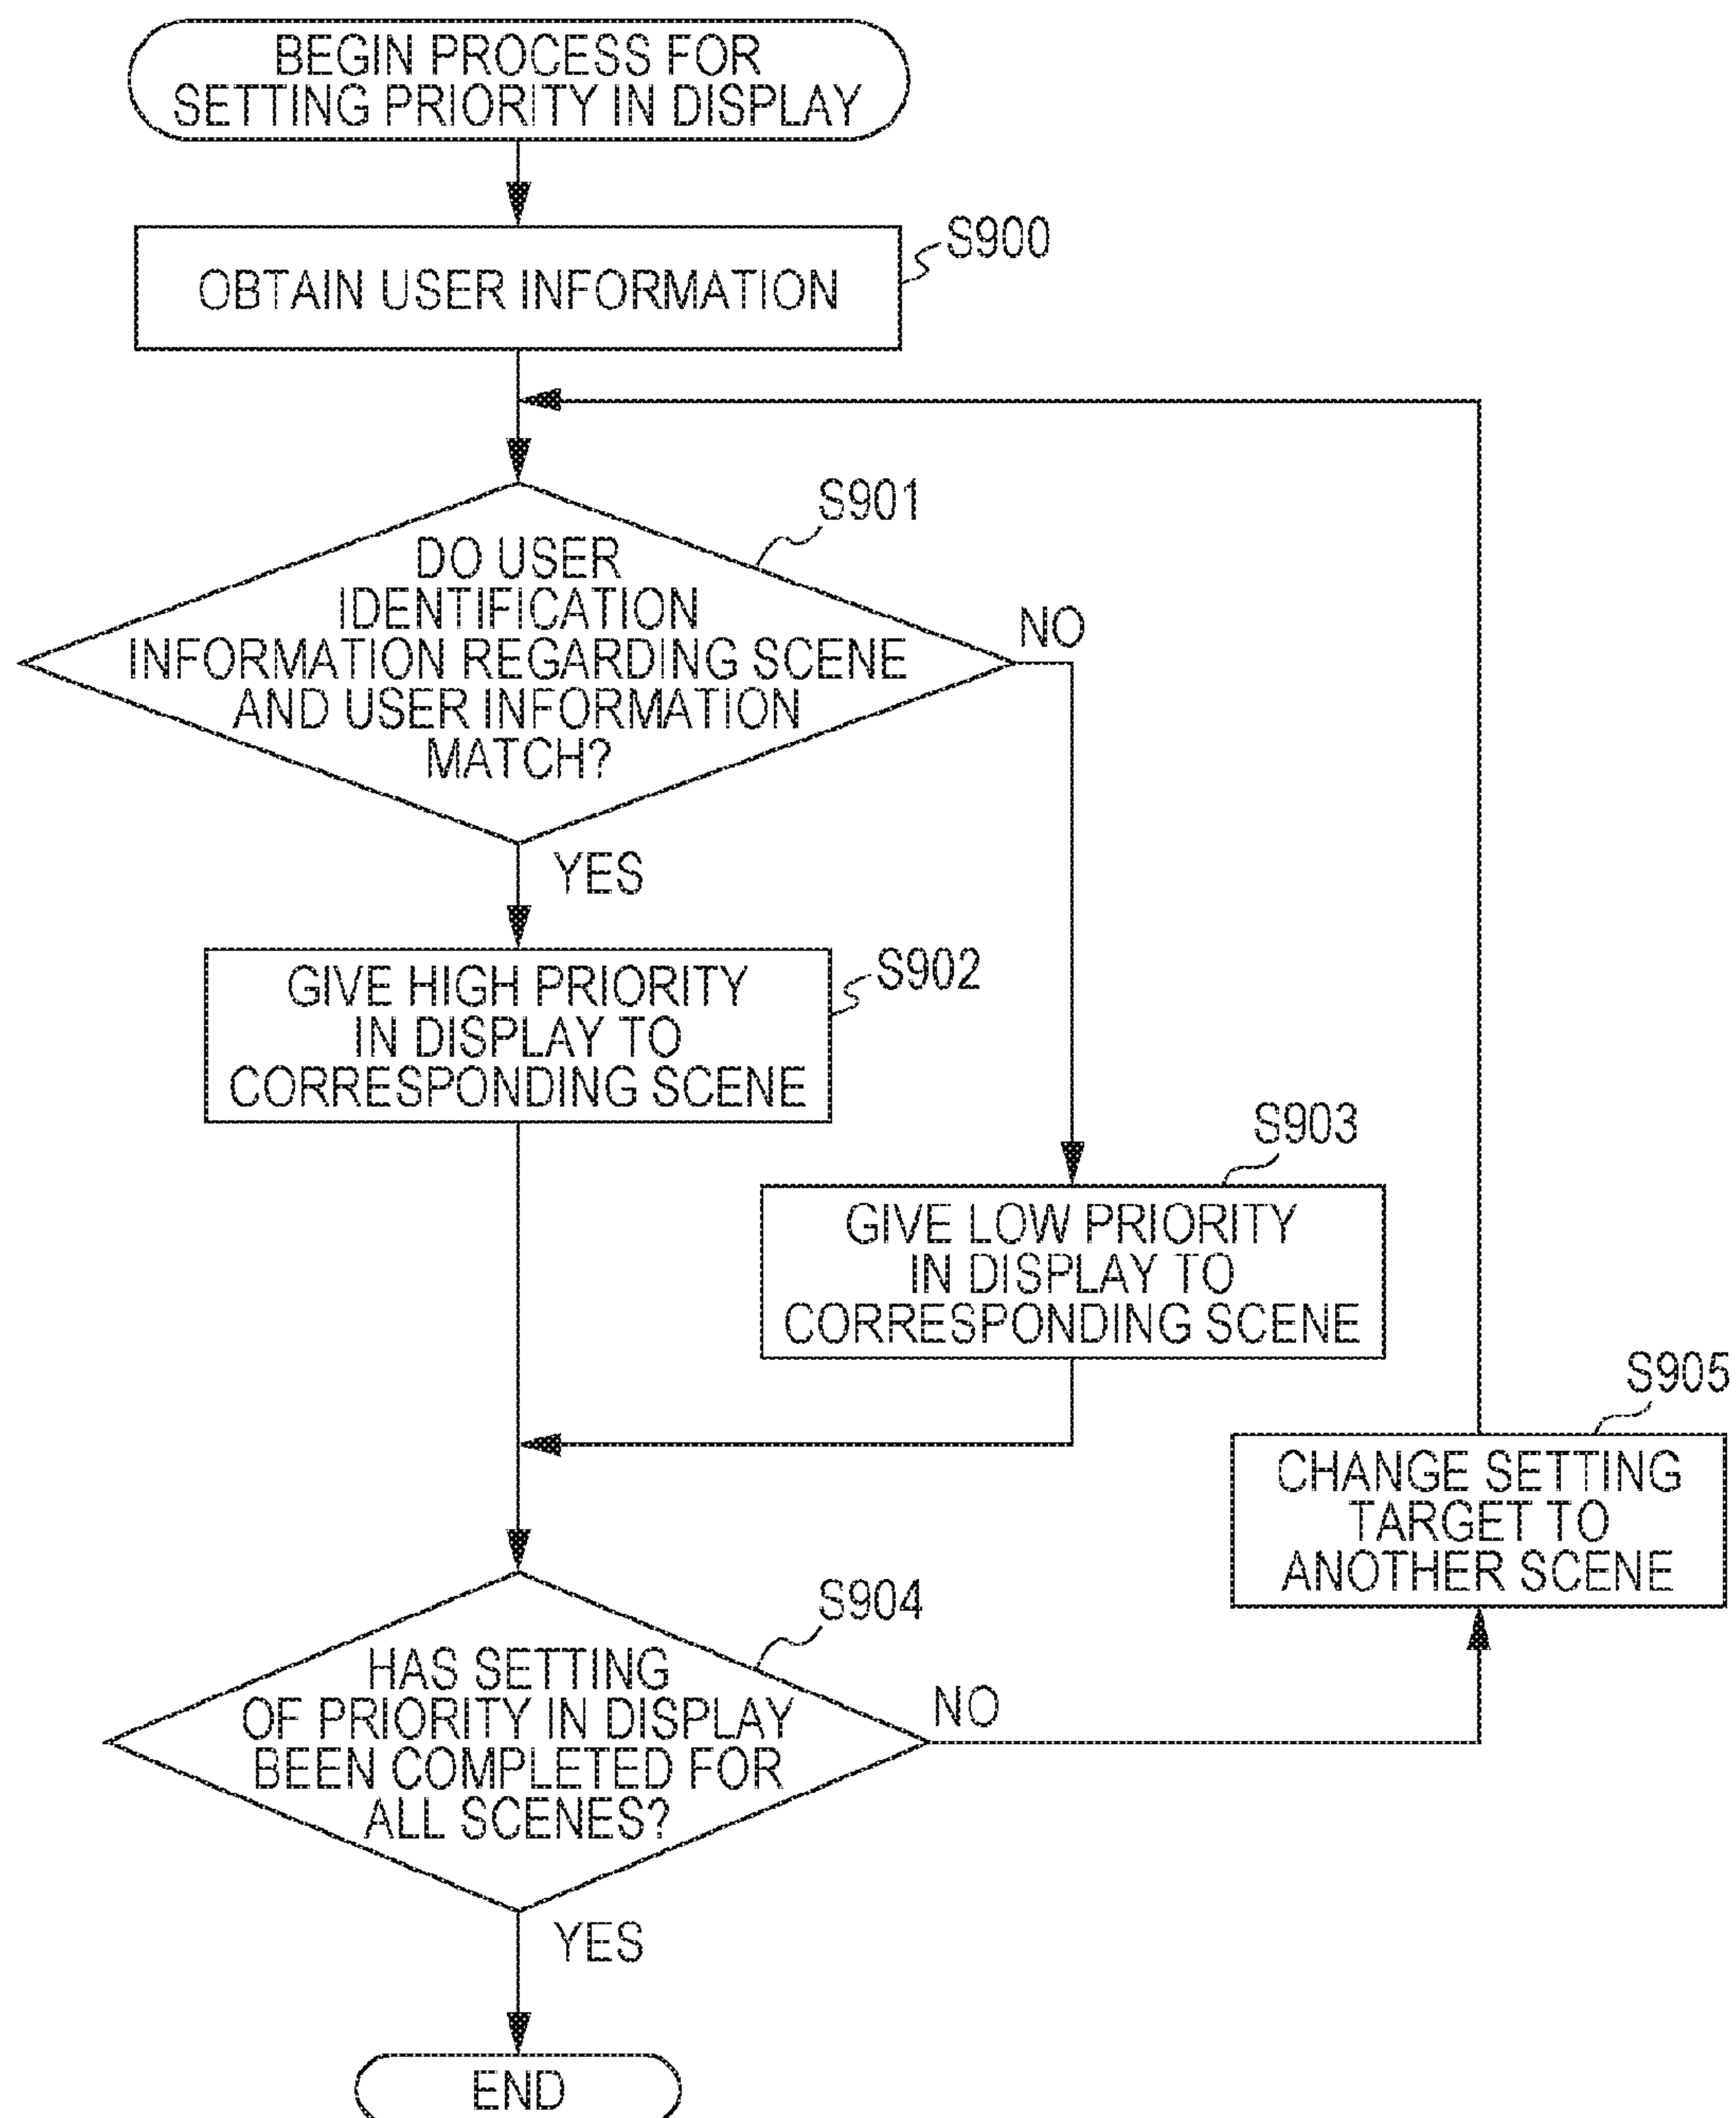 BEGIN PROCESS FOR
SETTING PRIORITY IN DISPLAY
S900
OBTAIN USER INFORMATION
S901
DO USER
IDENTIFICATION
INFORMATION REGARDING SCENE
AND USER INFORMATION
MATCH?
NO
YES
S902
GIVE HIGH PRIORITY
IN DISPLAY TO
CORRESPONDING SCENE
S903
GIVE LOW PRIORITY
IN DISPLAY TO
CORRESPONDING SCENE
S905
CHANGE SETTING
TARGET TO
ANOTHER SCENE
S904
HAS SETTING
OF PRIORITY IN DISPLAY
BEEN COMPLETED FOR
ALL SCENES?
NO
YES
END